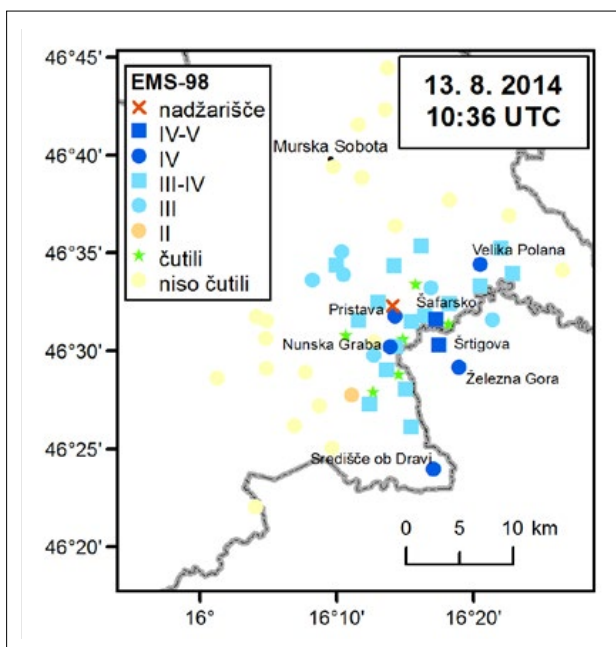 46°45'
46°40'
46°35'
46°30'
46°25'
46°20'
EMS-98
nadžarišče
IV-V
IV
III-IV
III
II
čutili
niso čutili
13. 8. 2014
10:36 UTC
Murska Sobota
Velika Polana
Pristava
Šafarsko
Nunska Graba
Šrtigova
Železna Gora
Središče ob Dravi
0 5 10 km
16° 16°10' 16°20'